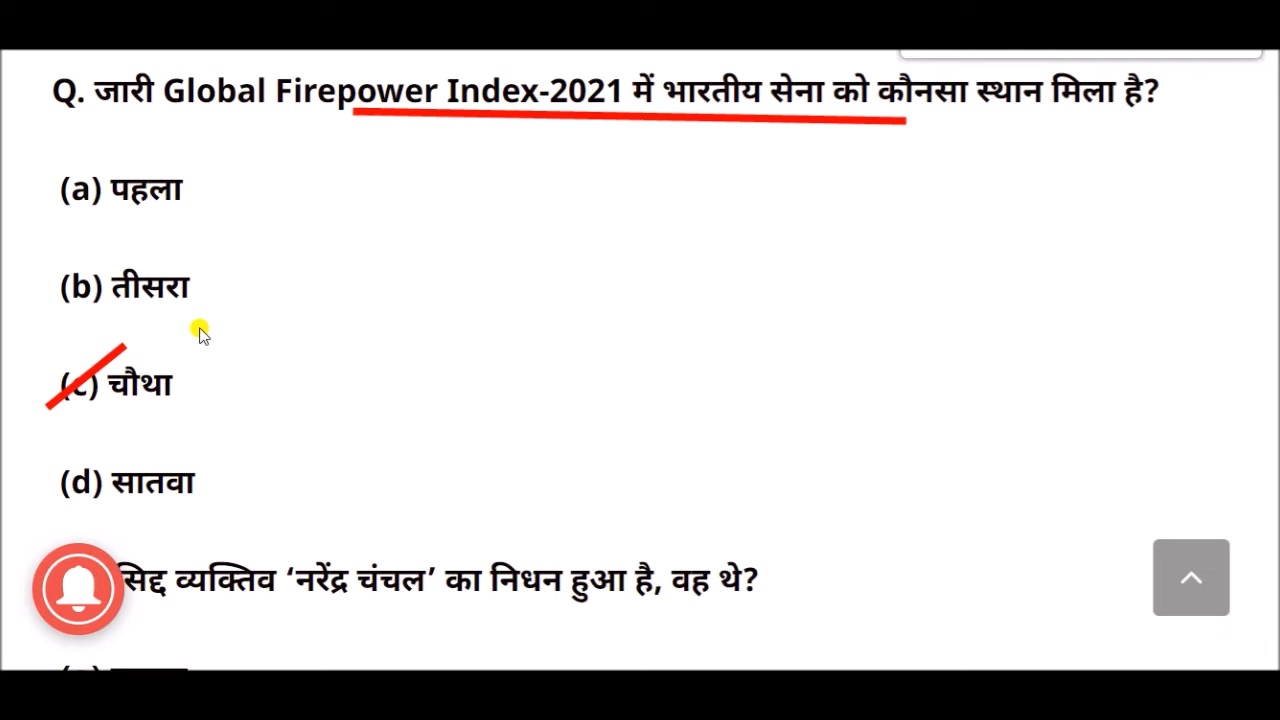 Q. जारी Global Firepower Index-2021 में भारतीय सेना को कौनसा स्थान मिला है?
(a) पहला
(b) तीसरा
(c) चौथा
(d) सातवा
व्यक्तिव ‘नरेंद्र चंचल’ का निधन हुआ है, वह थे?